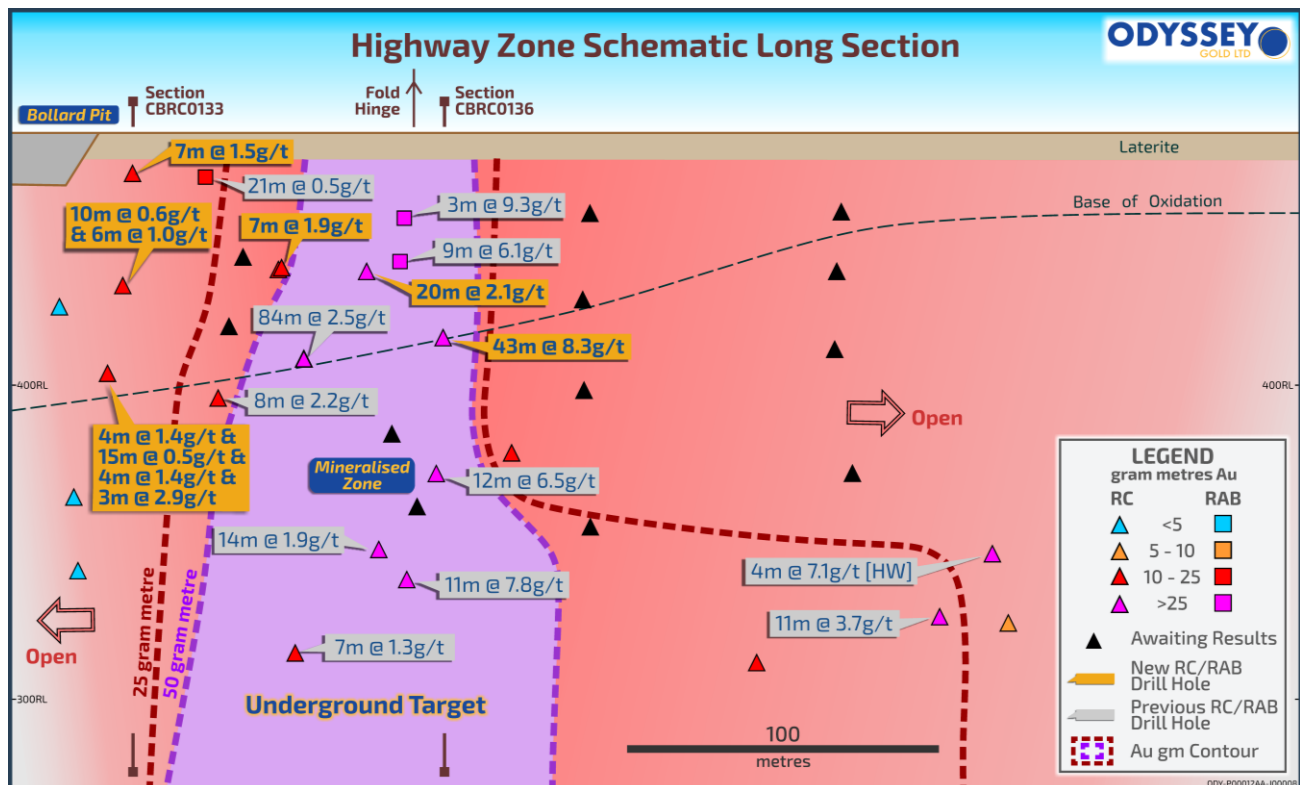 Highway Zone Schematic Long Section
ODYSSEY
GOLD LTD
Bollard Pit
Section
CBRC0133
Fold
Hinge
Section
CBRC0136
Laterite
7m @ 1.5g/t
21m @ 0.5g/t
3m @ 9.3g/t
10m @ 0.6g/t
& 6m @ 1.0g/t
7m @ 1.9g/t
Base of Oxidation
9m @ 6.1g/t
20m @ 2.1g/t
84m @ 2.5g/t
43m @ 8.3g/t
400RL
400RL
8m @ 2.2g/t
Open
4m @ 1.4g/t &
15m @ 0.5g/t &
4m @ 1.4g/t &
3m @ 2.9g/t
Mineralised
Zone
12m @ 6.5g/t
14m @ 1.9g/t
11m @ 7.8g/t
4m @ 7.1g/t [HW]
11m @ 3.7g/t
7m @ 1.3g/t
Open
25 gram metre
50 gram metre
300RL
Underground Target
100
metres
LEGEND
gram metres Au
RC RAB
<5
5 - 10
10 - 25
>25
Awaiting Results
New RC/RAB
Drill Hole
Previous RC/RAB
Drill Hole
Au gm Contour
ODY-P00012AA-J00008